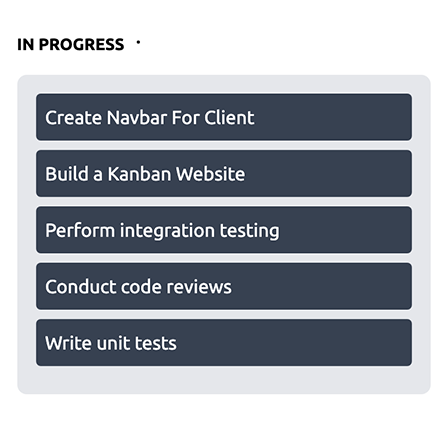 IN PROGRESS
Create Navbar For Client
Build a Kanban Website
Perform integration testing
Conduct code reviews
Write unit tests